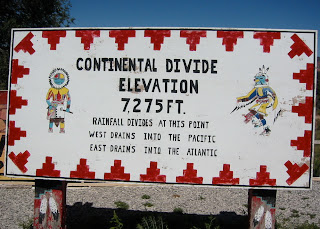 CONTINENTAL DIVIDE
ELEVATION
7,275 FT.
RAINFALL DIVIDES AT THIS POINT
WEST DRAINS INTO THE PACIFIC
EAST DRAINS INTO THE ATLANTIC